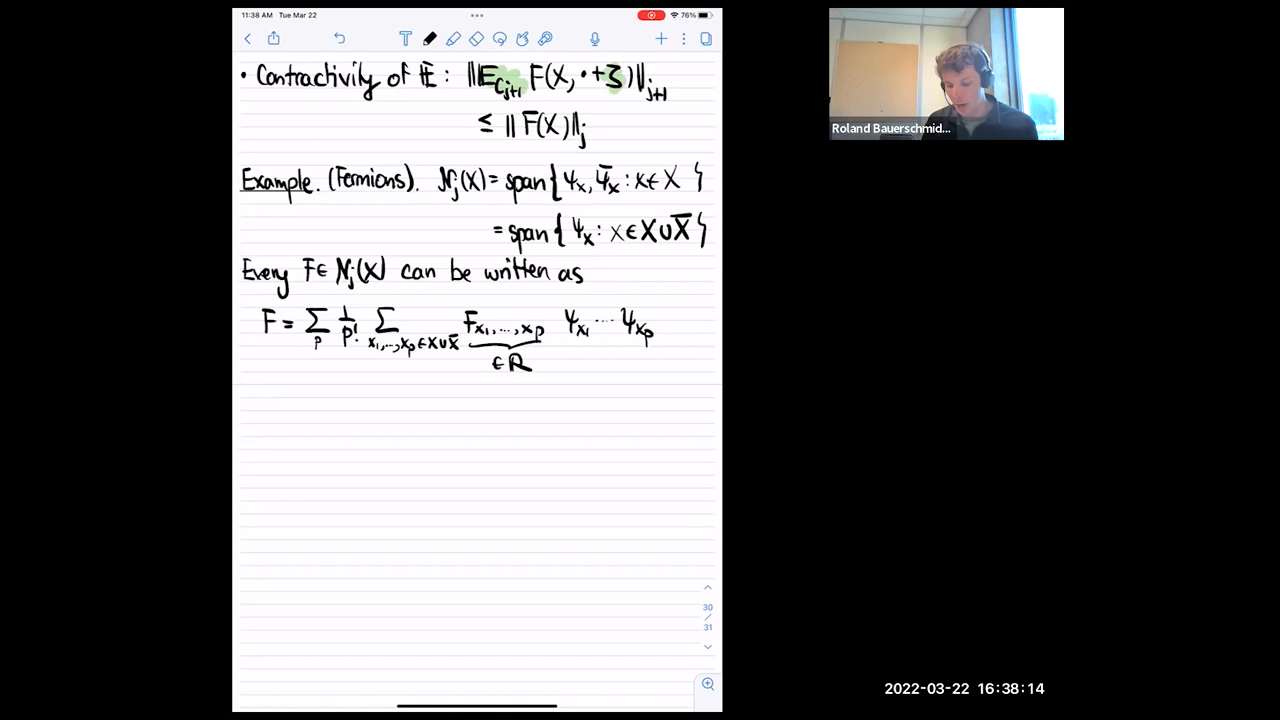 11:38 AM Tue Mar 22
76%
• Contractivity of 𝔼 : ‖𝔼_{C_{j+1}} F(X, · + ζ)‖_{j+1}
≤ ‖F(X)‖_j
Example. (Fermions). N_j(X) = span{ ψ_x, ψ̄_x : x ∈ X }
= span{ ψ_x : x ∈ X ∪ X̄ }
Every F ∈ N_j(X) can be written as
F = Σ_p 1/p! Σ_{x_1,...,x_p ∈ X ∪ X̄} F_{x_1,...,x_p} ψ_{x_1} ⋯ ψ_{x_p}
∈ ℝ
30
/
31
Roland Bauerschmid...
2022-03-22 16:38:14